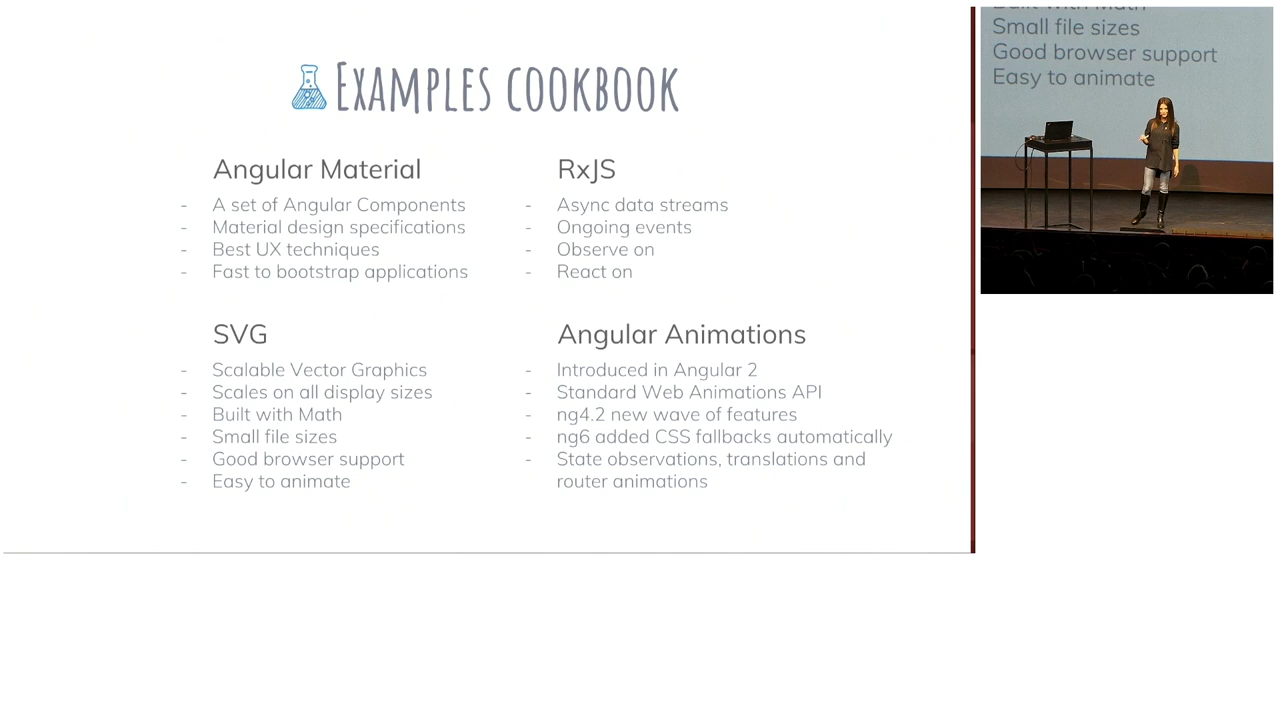 Examples cookbook
Angular Material
- A set of Angular Components
- Material design specifications
- Best UX techniques
- Fast to bootstrap applications
RxJS
- Async data streams
- Ongoing events
- Observe on
- React on
SVG
- Scalable Vector Graphics
- Scales on all display sizes
- Built with Math
- Small file sizes
- Good browser support
- Easy to animate
Angular Animations
- Introduced in Angular 2
- Standard Web Animations API
- ng4.2 new wave of features
- ng6 added CSS fallbacks automatically
- State observations, translations and
router animations
Built with Math
Small file sizes
Good browser support
Easy to animate